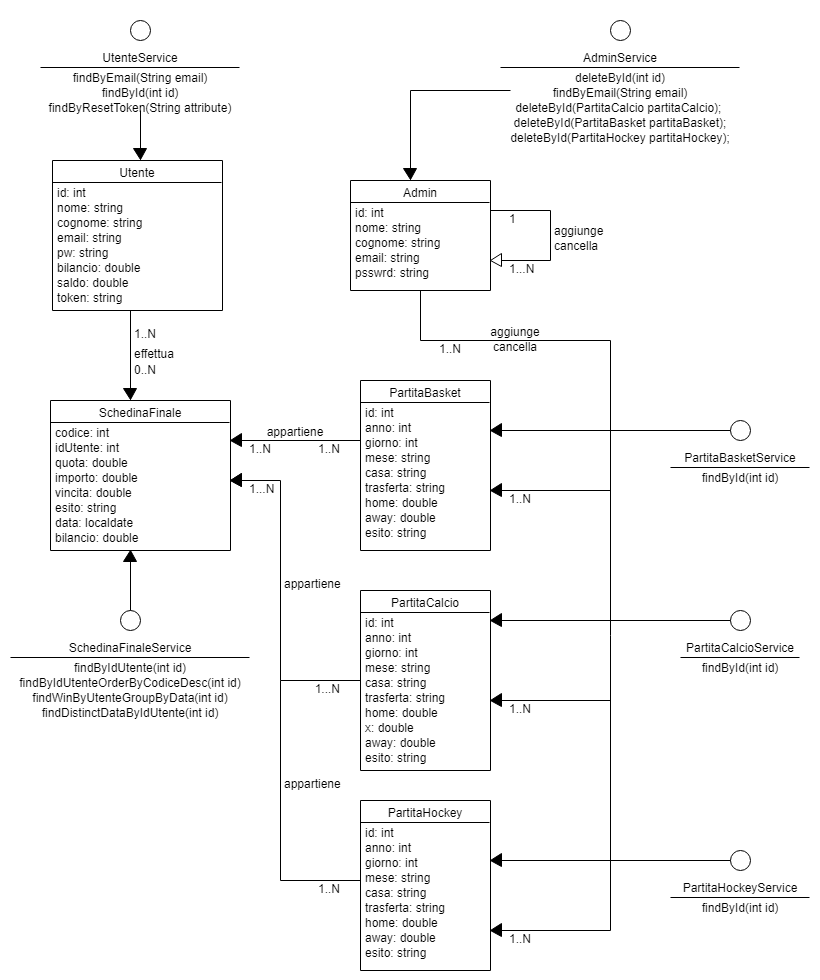 UtenteService
findByEmail(String email)
findById(int id)
findByResetToken(String attribute)
AdminService
deleteById(int id)
findByEmail(String email)
deleteById(PartitaCalcio partitaCalcio);
deleteById(PartitaBasket partitaBasket);
deleteById(PartitaHockey partitaHockey);
Utente
id: int
nome: string
cognome: string
email: string
pw: string
bilancio: double
saldo: double
token: string
Admin
id: int
nome: string
cognome: string
email: string
psswrd: string
1
aggiunge
cancella
1...N
1..N
effettua
0..N
aggiunge
cancella
1..N
SchedinaFinale
codice: int
idUtente: int
quota: double
importo: double
vincita: double
esito: string
data: localdate
bilancio: double
appartiene
1..N
1..N
1...N
PartitaBasket
id: int
anno: int
giorno: int
mese: string
casa: string
trasferta: string
home: double
away: double
esito: string
1..N
PartitaBasketService
findById(int id)
SchedinaFinaleService
findByIdUtente(int id)
findByIdUtenteOrderByCodiceDesc(int id)
findWinByUtenteGroupByData(int id)
findDistinctDataByIdUtente(int id)
appartiene
1...N
PartitaCalcio
id: int
anno: int
giorno: int
mese: string
casa: string
trasferta: string
home: double
x: double
away: double
esito: string
1..N
PartitaCalcioService
findById(int id)
appartiene
1..N
PartitaHockey
id: int
anno: int
giorno: int
mese: string
casa: string
trasferta: string
home: double
away: double
esito: string
1..N
PartitaHockeyService
findById(int id)